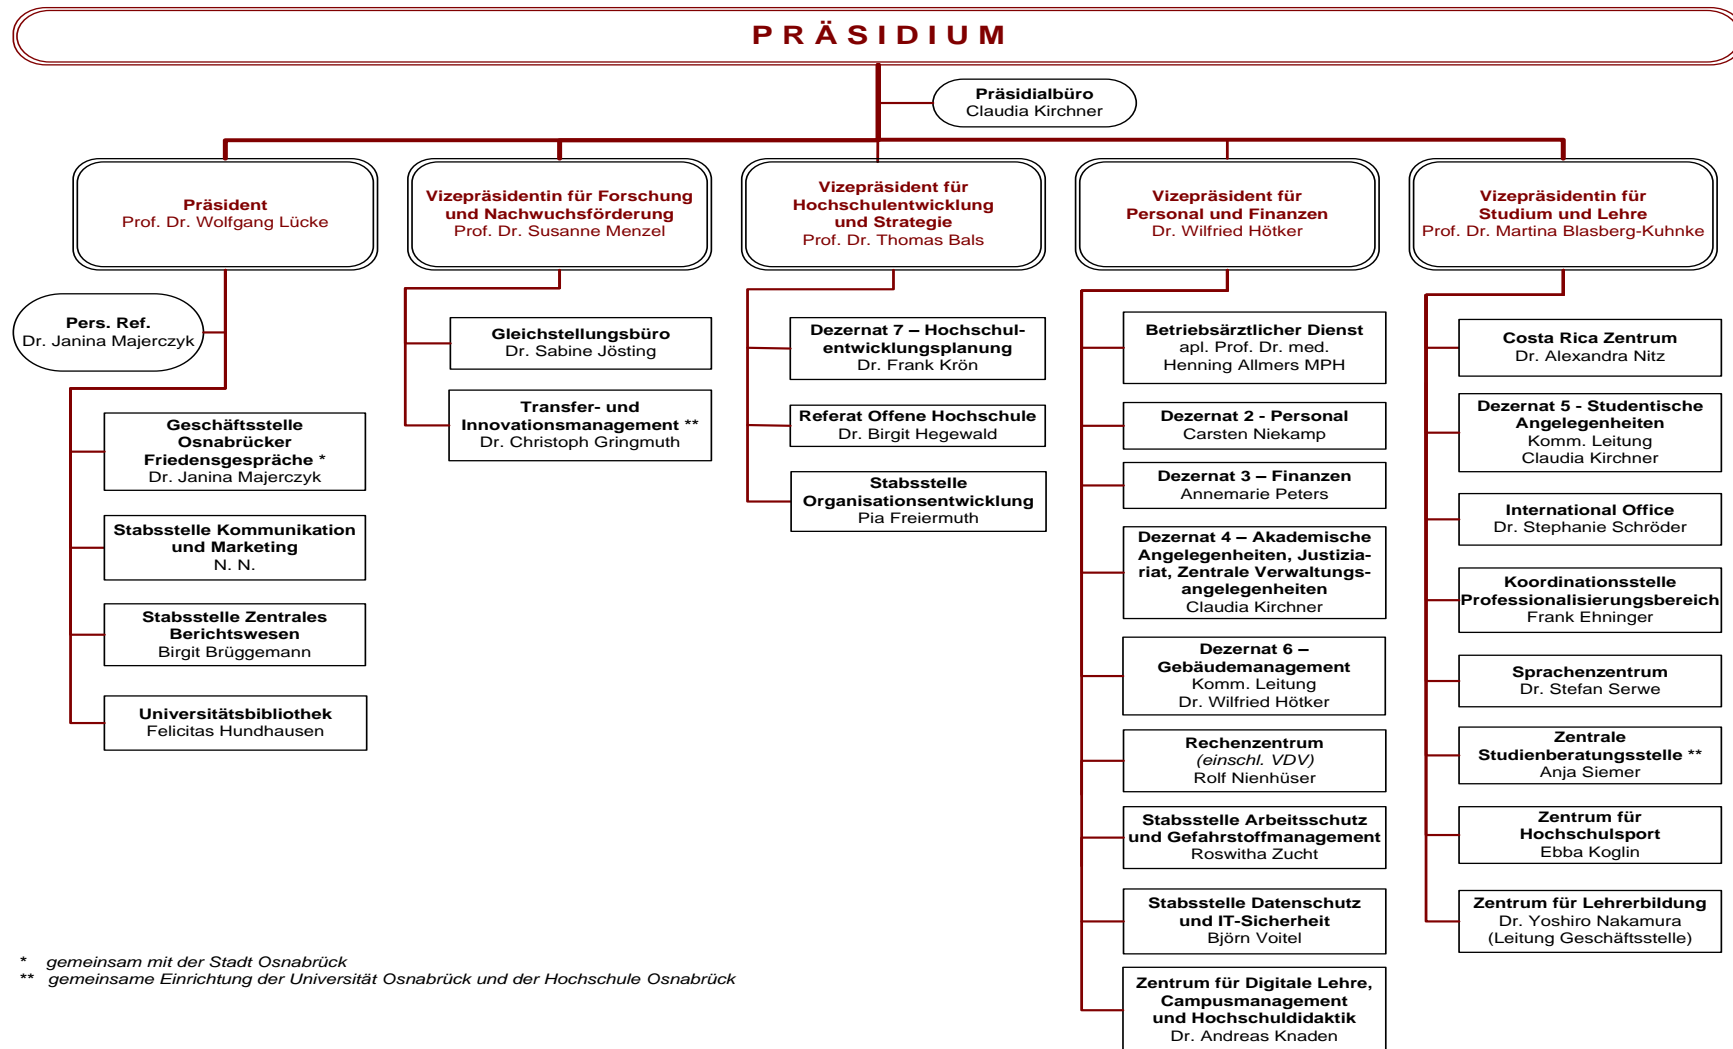 PRÄSIDIUM
Präsidialbüro
Claudia Kirchner
Präsident
Prof. Dr. Wolfgang Lücke
Vizepräsidentin für Forschung
und Nachwuchsförderung
Prof. Dr. Susanne Menzel
Vizepräsident für
Hochschulentwicklung
und Strategie
Prof. Dr. Thomas Bals
Vizepräsident für
Personal und Finanzen
Dr. Wilfried Hötker
Vizepräsidentin für
Studium und Lehre
Prof. Dr. Martina Blasberg-Kuhnke
Pers. Ref.
Dr. Janina Majerczyk
Geschäftsstelle
Osnabrücker
Friedensgespräche *
Dr. Janina Majerczyk
Stabsstelle Kommunikation
und Marketing
N. N.
Stabsstelle Zentrales
Berichtswesen
Birgit Brüggemann
Universitätsbibliothek
Felicitas Hundhausen
Gleichstellungsbüro
Dr. Sabine Jösting
Transfer- und
Innovationsmanagement **
Dr. Christoph Gringmuth
Dezernat 7 – Hochschul-
entwicklungsplanung
Dr. Frank Krön
Referat Offene Hochschule
Dr. Birgit Hegewald
Stabsstelle
Organisationsentwicklung
Pia Freiermuth
Betriebsärztlicher Dienst
apl. Prof. Dr. med.
Henning Allmers MPH
Dezernat 2 - Personal
Carsten Niekamp
Dezernat 3 – Finanzen
Annemarie Peters
Dezernat 4 – Akademische
Angelegenheiten, Justizia-
riat, Zentrale Verwaltungs-
angelegenheiten
Claudia Kirchner
Dezernat 6 –
Gebäudemanagement
Komm. Leitung
Dr. Wilfried Hötker
Rechenzentrum
(einschl. VDV)
Rolf Nienhüser
Stabsstelle Arbeitsschutz
und Gefahrstoffmanagement
Roswitha Zucht
Stabsstelle Datenschutz
und IT-Sicherheit
Björn Voitel
Zentrum für Digitale Lehre,
Campusmanagement
und Hochschuldidaktik
Dr. Andreas Knaden
Costa Rica Zentrum
Dr. Alexandra Nitz
Dezernat 5 - Studentische
Angelegenheiten
Komm. Leitung
Claudia Kirchner
International Office
Dr. Stephanie Schröder
Koordinationsstelle
Professionalisierungsbereich
Frank Ehninger
Sprachenzentrum
Dr. Stefan Serwe
Zentrale
Studienberatungsstelle **
Anja Siemer
Zentrum für
Hochschulsport
Ebba Koglin
Zentrum für Lehrerbildung
Dr. Yoshiro Nakamura
(Leitung Geschäftsstelle)
* gemeinsam mit der Stadt Osnabrück
** gemeinsame Einrichtung der Universität Osnabrück und der Hochschule Osnabrück